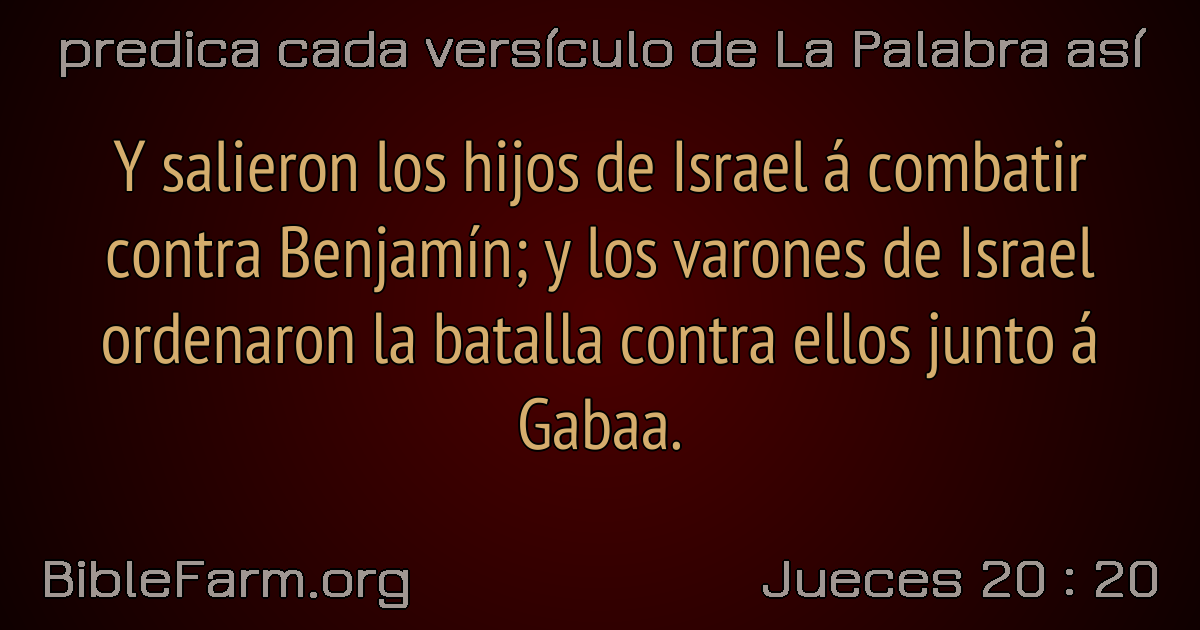 predica cada versículo de La Palabra así
Y salieron los hijos de Israel á combatir
contra Benjamín; y los varones de Israel
ordenaron la batalla contra ellos junto á
Gabaa.
BibleFarm.org
Jueces 20 : 20